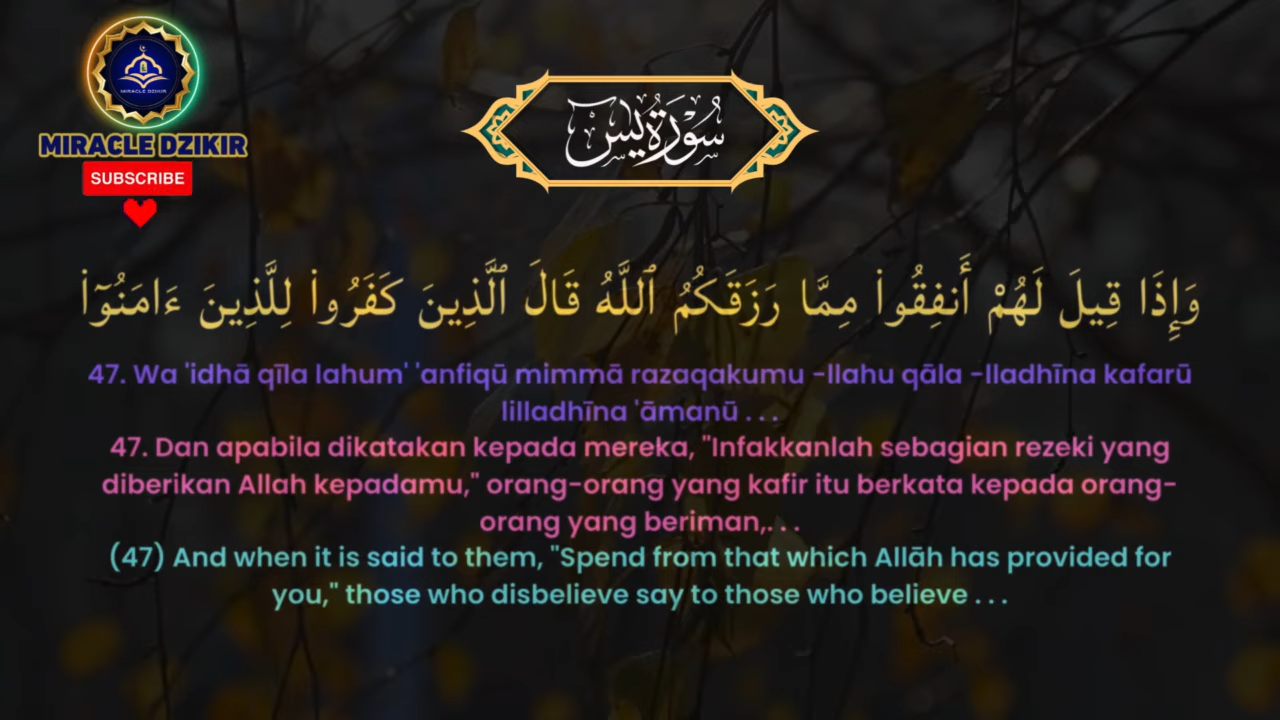 MIRACLE DZIKIR
MIRACLE DZIKIR
SUBSCRIBE
سُورَةُ يس
وَإِذَا قِيلَ لَهُمْ أَنفِقُوا۟ مِمَّا رَزَقَكُمُ ٱللَّهُ قَالَ ٱلَّذِينَ كَفَرُوا۟ لِلَّذِينَ ءَامَنُوٓا۟
47. Wa 'idhā qīla lahum' 'anfiqū mimmā razaqakumu -llahu qāla -lladhīna kafarū
lilladhīna 'āmanū . . .
47. Dan apabila dikatakan kepada mereka, "Infakkanlah sebagian rezeki yang
diberikan Allah kepadamu," orang-orang yang kafir itu berkata kepada orang-
orang yang beriman,. . .
(47) And when it is said to them, "Spend from that which Allāh has provided for
you," those who disbelieve say to those who believe . . .